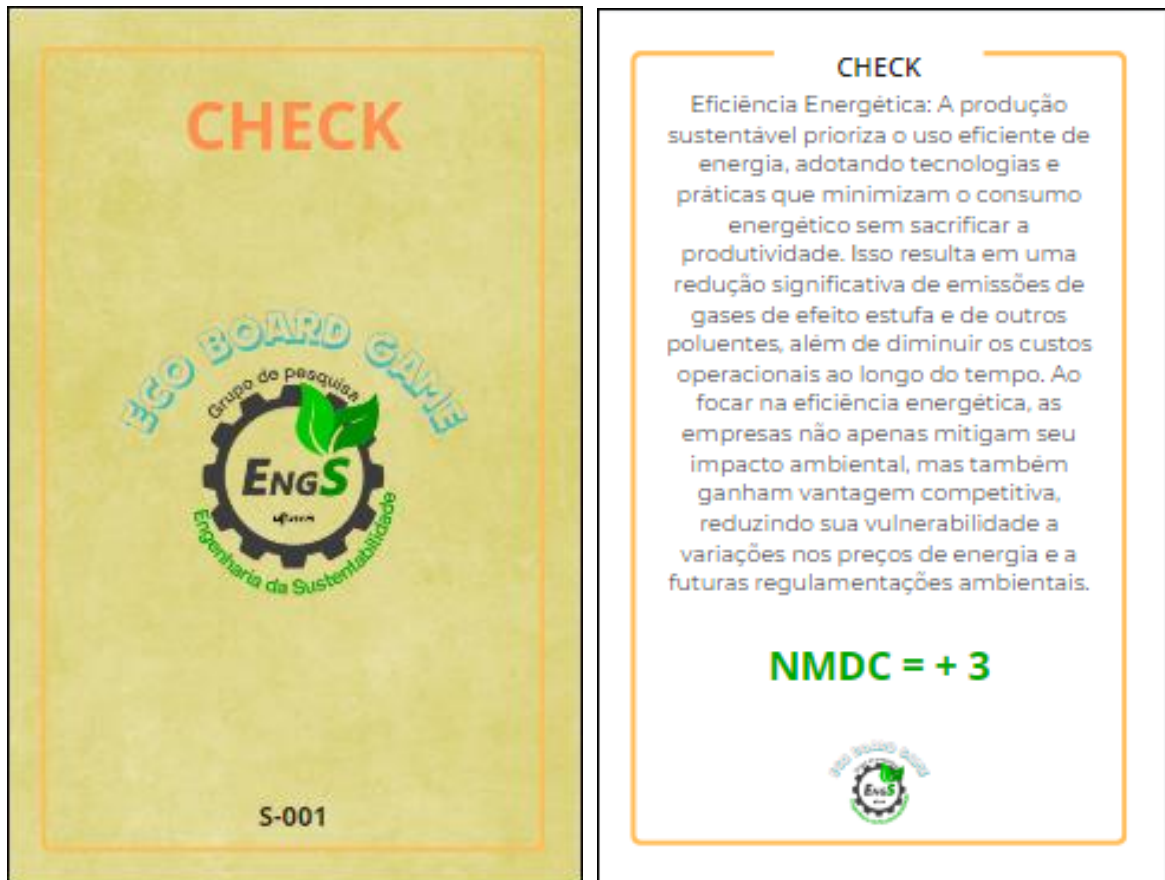 CHECK
ECO BOARD GAME
Grupo de pesquisa
ENGS
Engenharia da Sustentabilidade
S-001
CHECK
Eficiência Energética: A produção
sustentável prioriza o uso eficiente de
energia, adotando tecnologias e
práticas que minimizam o consumo
energético sem sacrificar a
produtividade. Isso resulta em uma
redução significativa de emissões de
gases de efeito estufa e de outros
poluentes, além de diminuir os custos
operacionais ao longo do tempo. Ao
focar na eficiência energética, as
empresas não apenas mitigam seu
impacto ambiental, mas também
ganham vantagem competitiva,
reduzindo sua vulnerabilidade a
variações nos preços de energia e a
futuras regulamentações ambientais.
NMDC = + 3
ECO BOARD GAME
ENGS